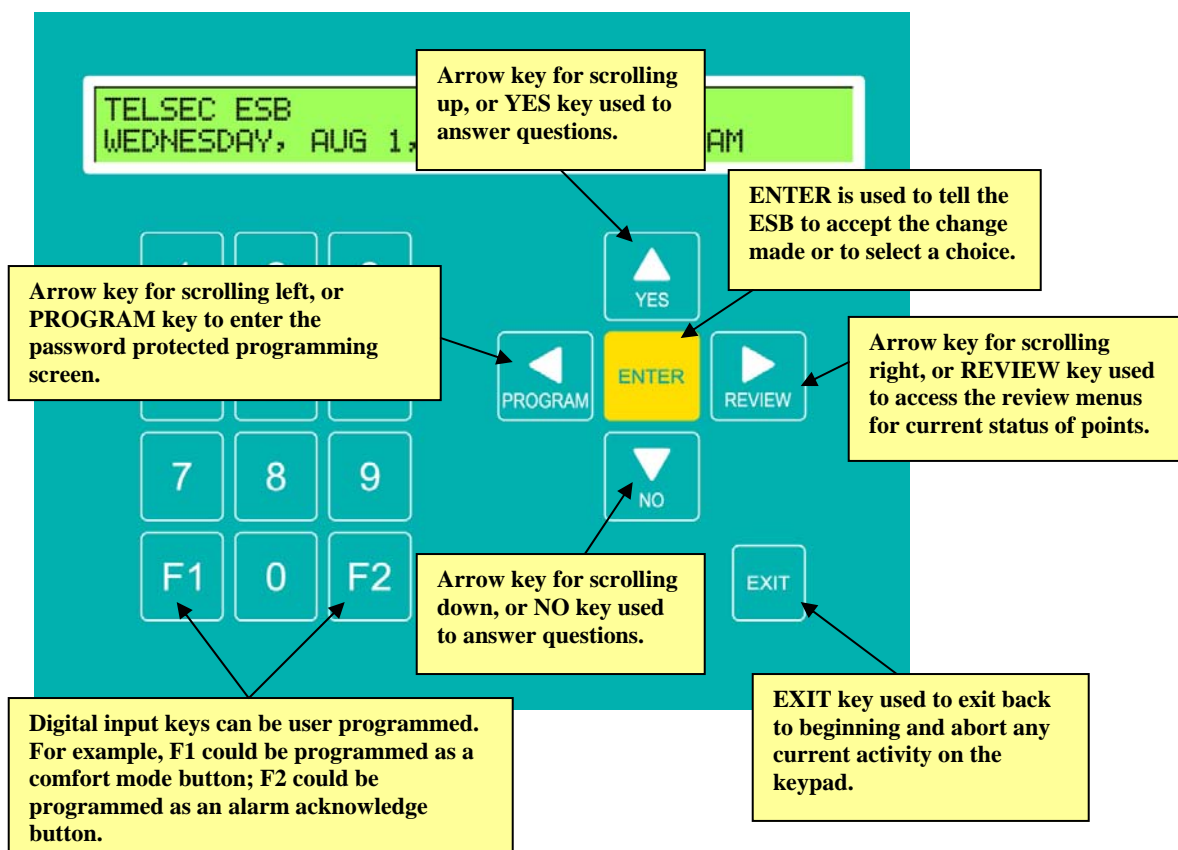 TELSEC ESB
WEDNESDAY, AUG 1,
AM
Arrow key for scrolling
up, or YES key used to
answer questions.
ENTER is used to tell the
ESB to accept the change
made or to select a choice.
Arrow key for scrolling left, or
PROGRAM key to enter the
password protected programming
screen.
YES
PROGRAM
ENTER
REVIEW
NO
Arrow key for scrolling
right, or REVIEW key used
to access the review menus
for current status of points.
7
8
9
F1
0
F2
EXIT
Arrow key for scrolling
down, or NO key used
to answer questions.
Digital input keys can be user programmed.
For example, F1 could be programmed as a
comfort mode button; F2 could be
programmed as an alarm acknowledge
button.
EXIT key used to exit back
to beginning and abort any
current activity on the
keypad.